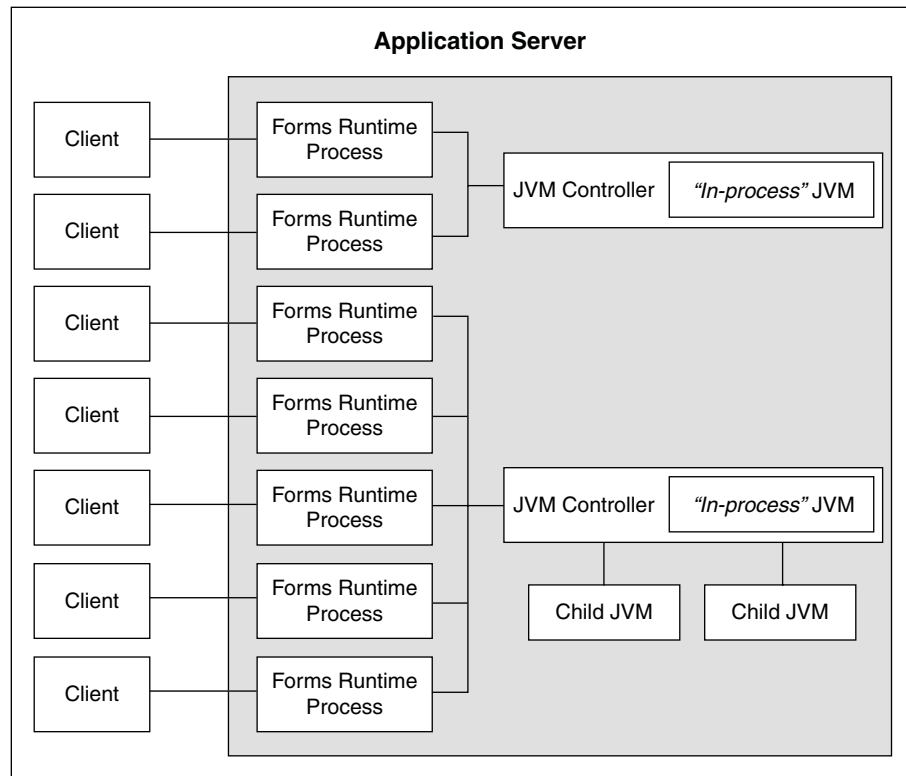 Application Server
Client
Forms Runtime
Process
Client
Forms Runtime
Process
JVM Controller
“In-process” JVM
Client
Forms Runtime
Process
Client
Forms Runtime
Process
Client
Forms Runtime
Process
JVM Controller
“In-process” JVM
Client
Forms Runtime
Process
Child JVM
Child JVM
Client
Forms Runtime
Process